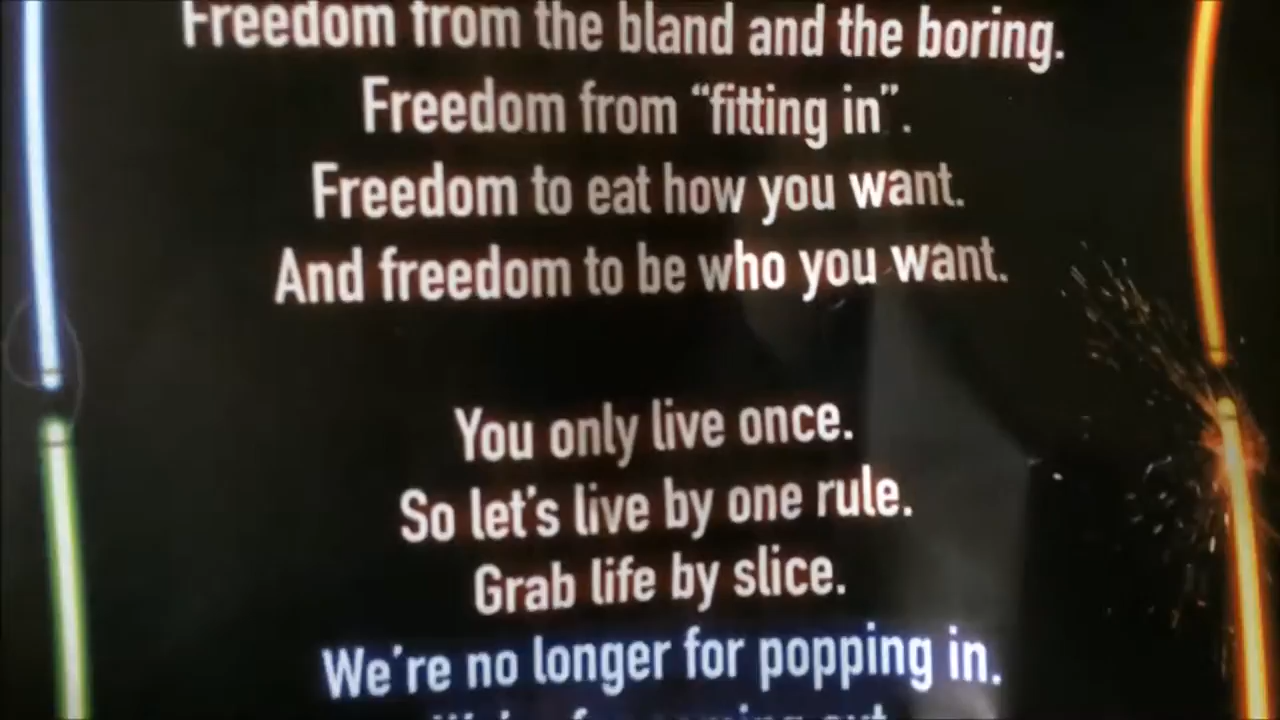 Freedom from the bland and the boring.
Freedom from “fitting in”.
Freedom to eat how you want.
And freedom to be who you want.
You only live once.
So let's live by one rule.
Grab life by slice.
We're no longer for popping in.